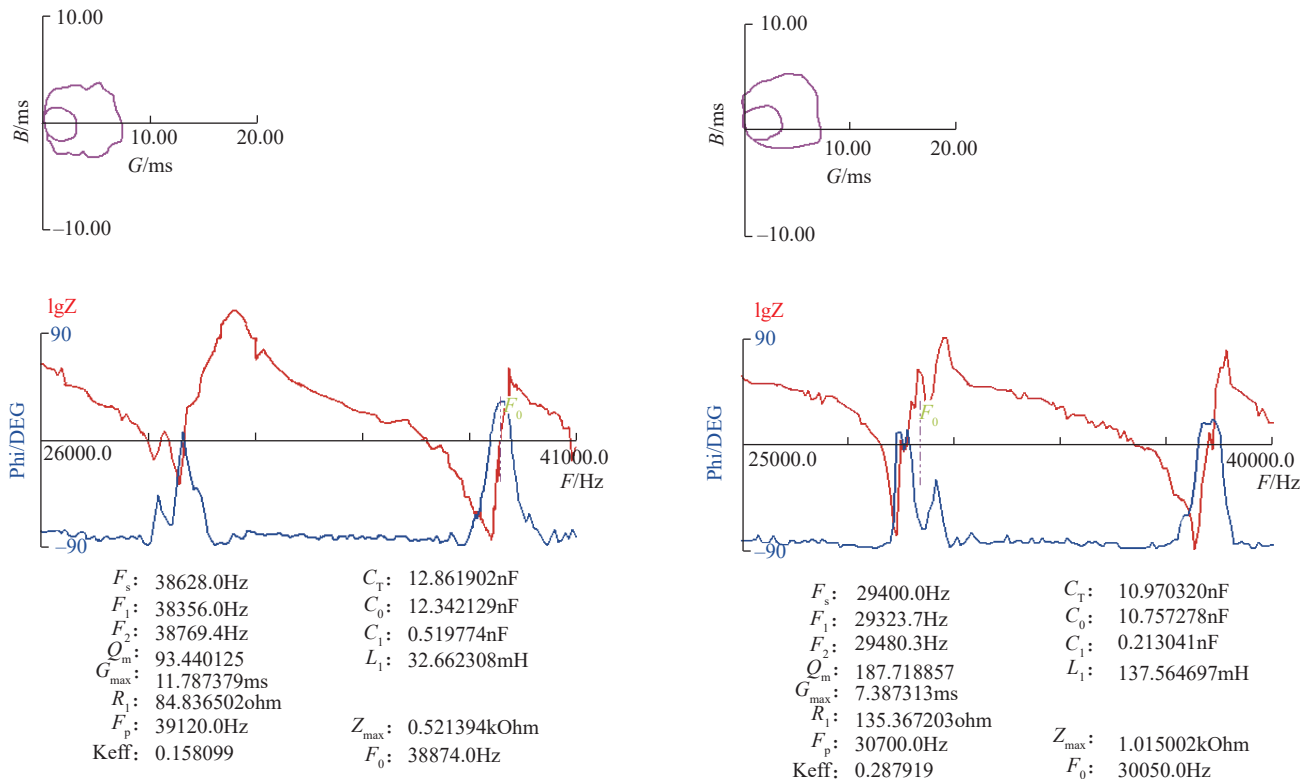 10.00
B/ms
10.00
20.00
G/ms
–10.00
lgZ
90
Phi/DEG
F₀
26000.0
41000.0
F/Hz
–90
Fₛ: 38628.0Hz
F₁: 38356.0Hz
F₂: 38769.4Hz
Qₘ: 93.440125
Gₘₐₓ: 11.787379ms
R₁: 84.836502ohm
Fₚ: 39120.0Hz
Keff: 0.158099
C_T: 12.861902nF
C₀: 12.342129nF
C₁: 0.519774nF
L₁: 32.662308mH
Zₘₐₓ: 0.521394kOhm
F₀: 38874.0Hz
10.00
B/ms
10.00
20.00
G/ms
–10.00
lgZ
90
Phi/DEG
F₀
25000.0
40000.0
F/Hz
–90
Fₛ: 29400.0Hz
F₁: 29323.7Hz
F₂: 29480.3Hz
Qₘ: 187.718857
Gₘₐₓ: 7.387313ms
R₁: 135.367203ohm
Fₚ: 30700.0Hz
Keff: 0.287919
C_T: 10.970320nF
C₀: 10.757278nF
C₁: 0.213041nF
L₁: 137.564697mH
Zₘₐₓ: 1.015002kOhm
F₀: 30050.0Hz